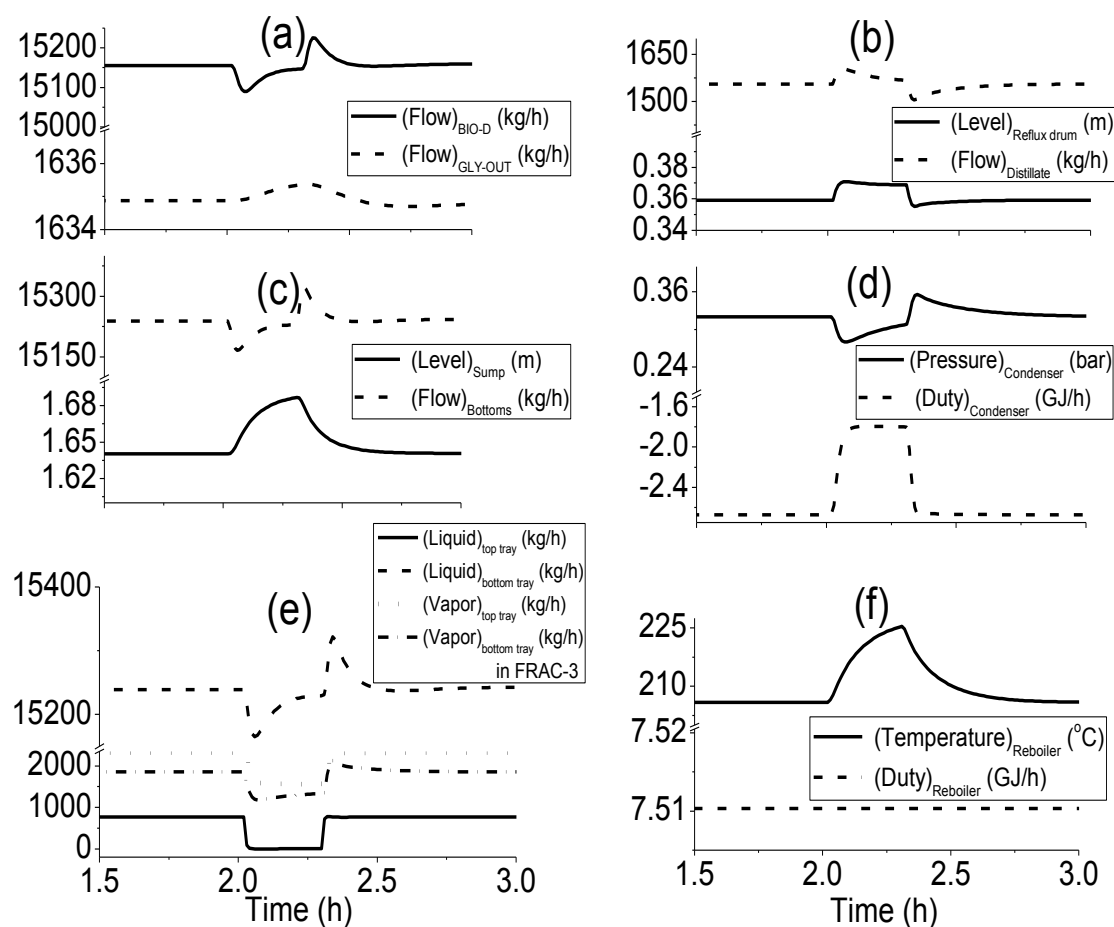 (a)
15200
15100
15000
1636
1634
(Flow)BIO-D (kg/h)
(Flow)GLY-OUT (kg/h)
(b)
1650
1500
0.38
0.36
0.34
(Level)Reflux drum (m)
(Flow)Distillate (kg/h)
(c)
15300
15150
1.68
1.65
1.62
(Level)Sump (m)
(Flow)Bottoms (kg/h)
(d)
0.36
0.24
-1.6
-2.0
-2.4
(Pressure)Condenser (bar)
(Duty)Condenser (GJ/h)
(e)
15400
15200
2000
1000
0
(Liquid)top tray (kg/h)
(Liquid)bottom tray (kg/h)
(Vapor)top tray (kg/h)
(Vapor)bottom tray (kg/h)
in FRAC-3
1.5 2.0 2.5 3.0
Time (h)
(f)
225
210
7.52
7.51
(Temperature)Reboiler (°C)
(Duty)Reboiler (GJ/h)
1.5 2.0 2.5 3.0
Time (h)